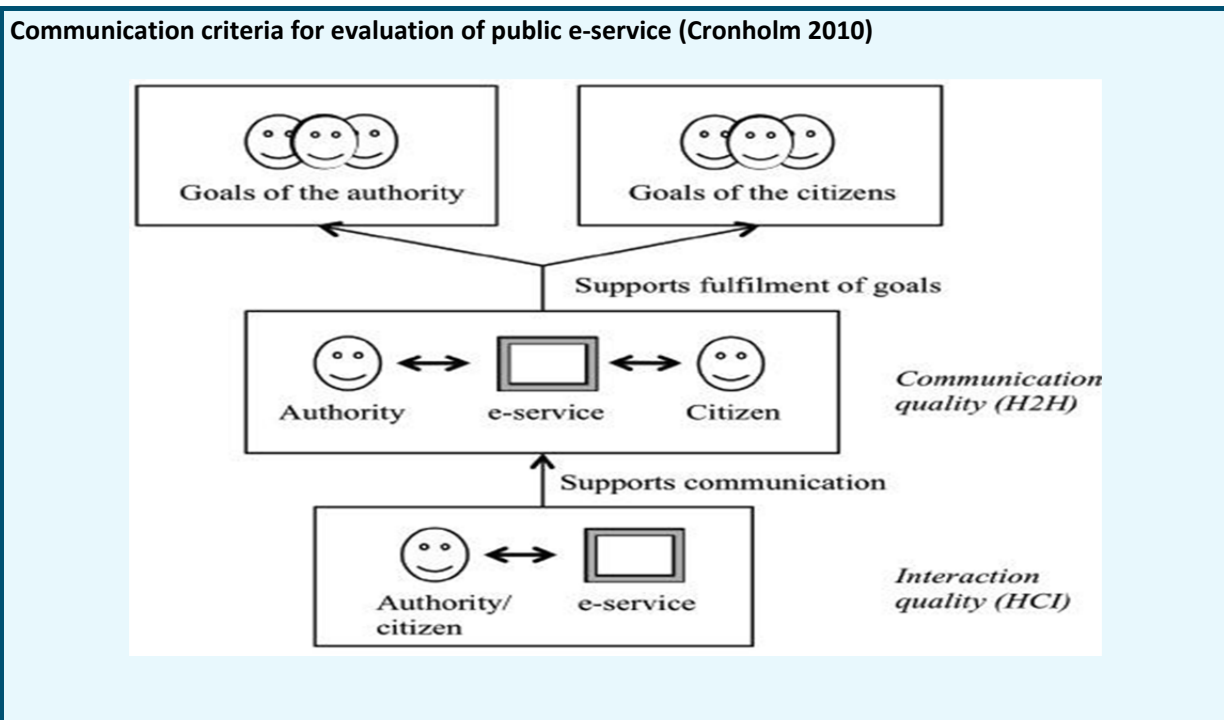 Communication criteria for evaluation of public e-service (Cronholm 2010)
Goals of the authority
Goals of the citizens
Supports fulfilment of goals
Authority
e-service
Citizen
Communication
quality (H2H)
Supports communication
Authority/
citizen
e-service
Interaction
quality (HCI)